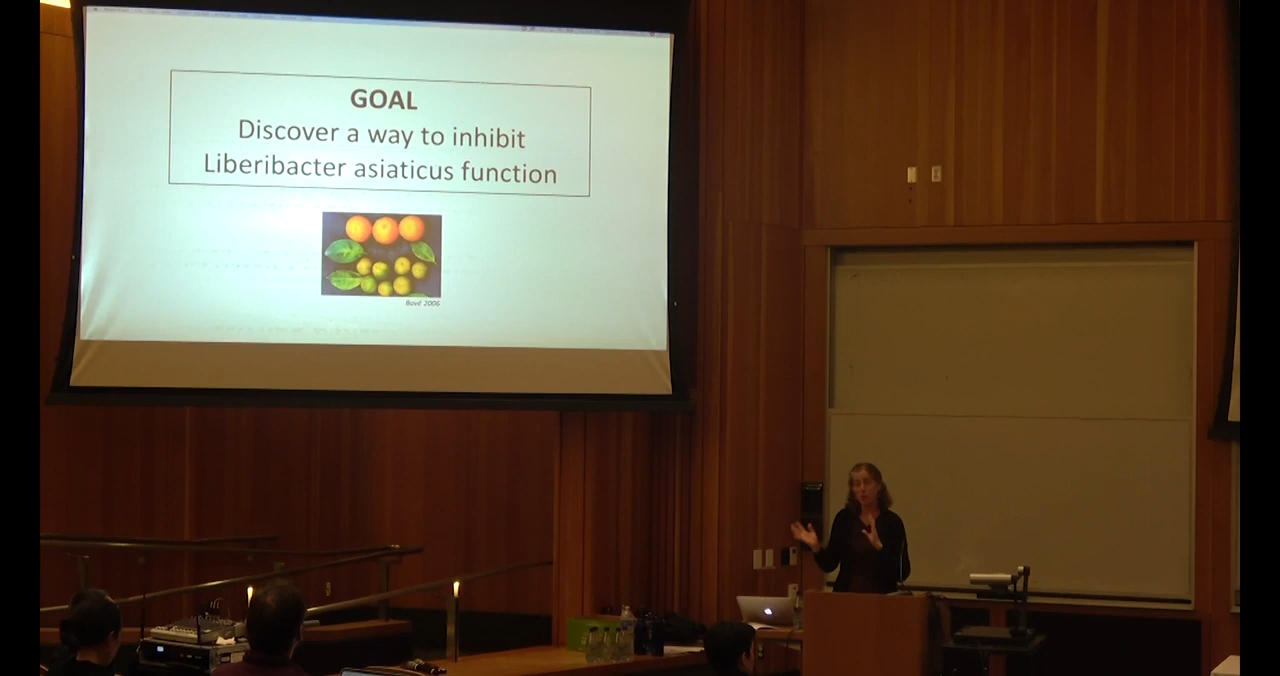 GOAL
Discover a way to inhibit
Liberibacter asiaticus function
Bové 2006